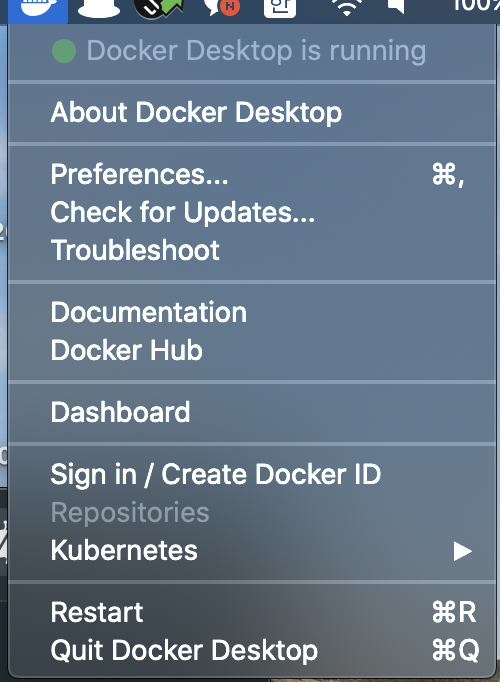 한
100%
Docker Desktop is running
About Docker Desktop
Preferences... ⌘,
Check for Updates...
Troubleshoot
Documentation
Docker Hub
Dashboard
Sign in / Create Docker ID
Repositories
Kubernetes ▶
Restart ⌘R
Quit Docker Desktop ⌘Q